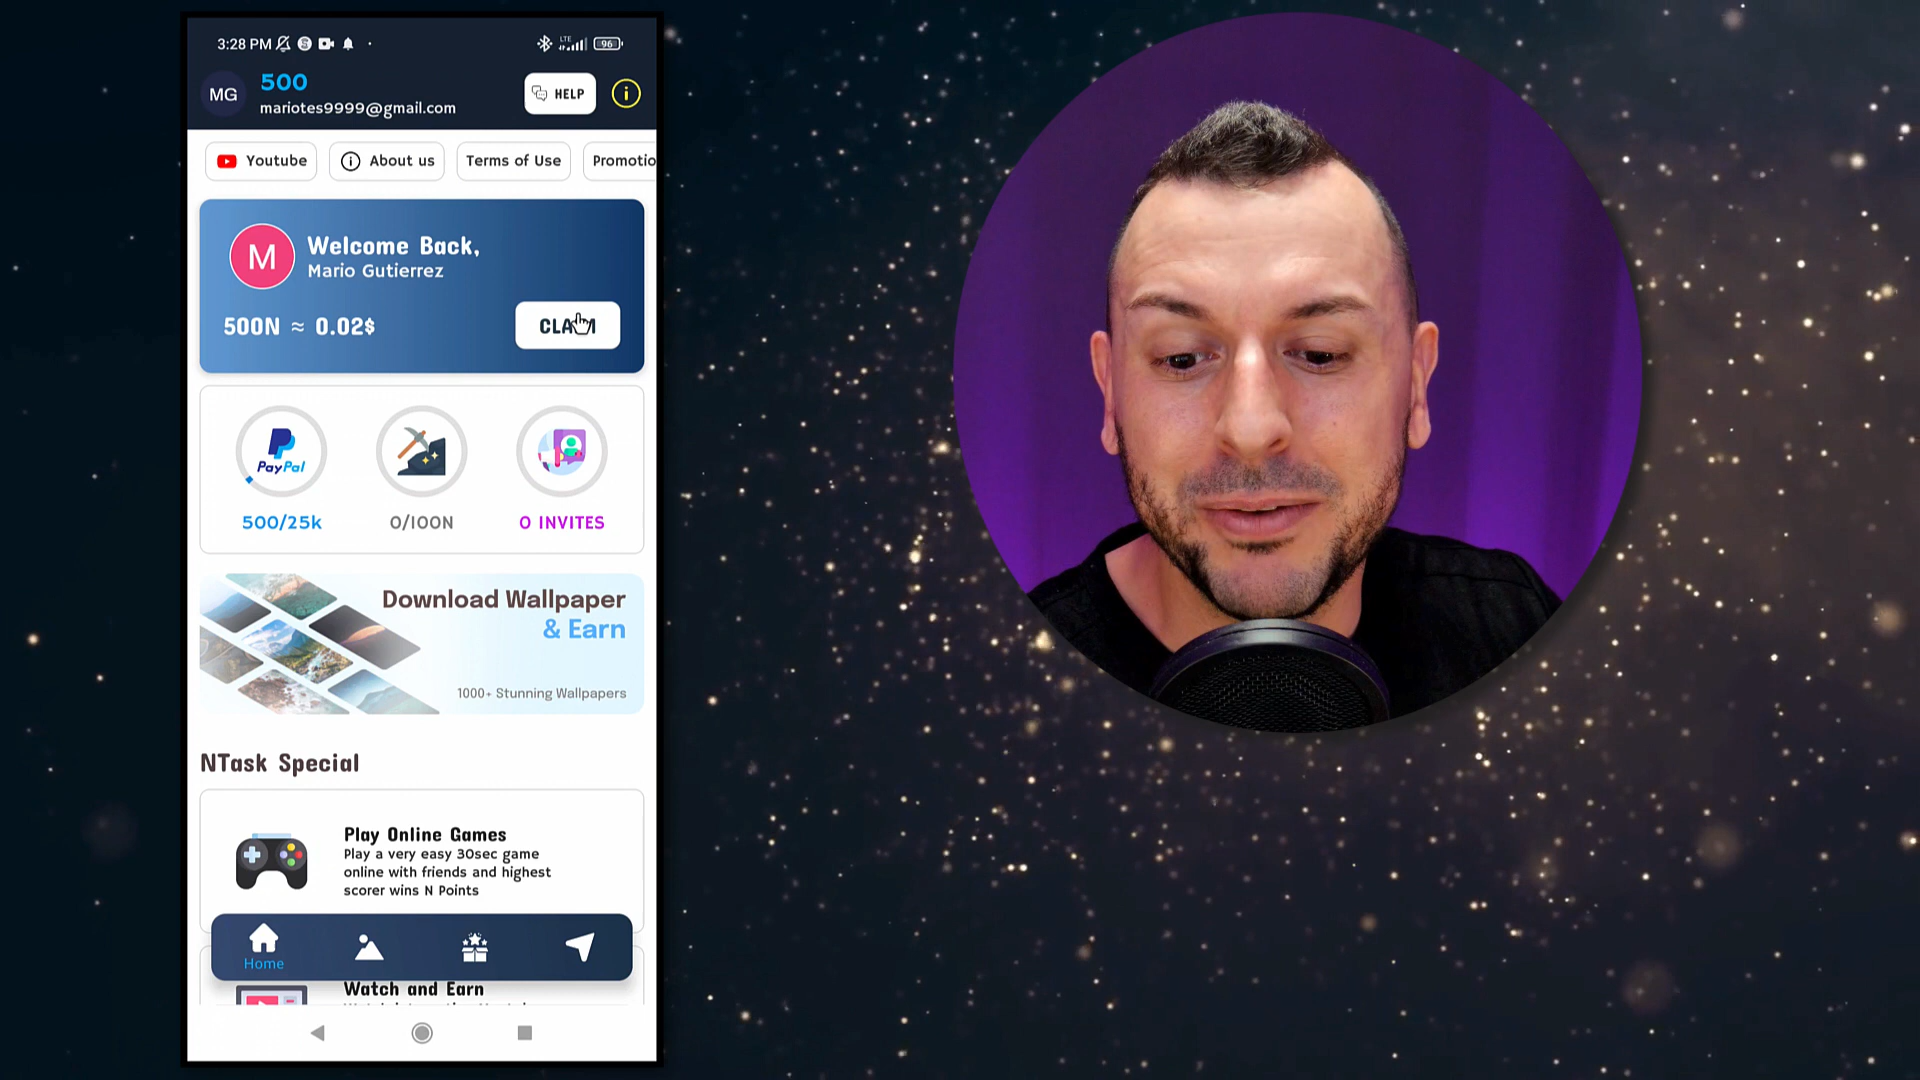 3:28 PM
LTE
96
MG
500
mariotes9999@gmail.com
HELP
Youtube
About us
Terms of Use
Promotio
M
Welcome Back,
Mario Gutierrez
500N ≈ 0.02$
PayPal
500/25k
0/100N
0 INVITES
Download Wallpaper
& Earn
1000+ Stunning Wallpapers
NTask Special
Play Online Games
Play a very easy 30sec game
online with friends and highest
scorer wins N Points
Home
Watch and Earn